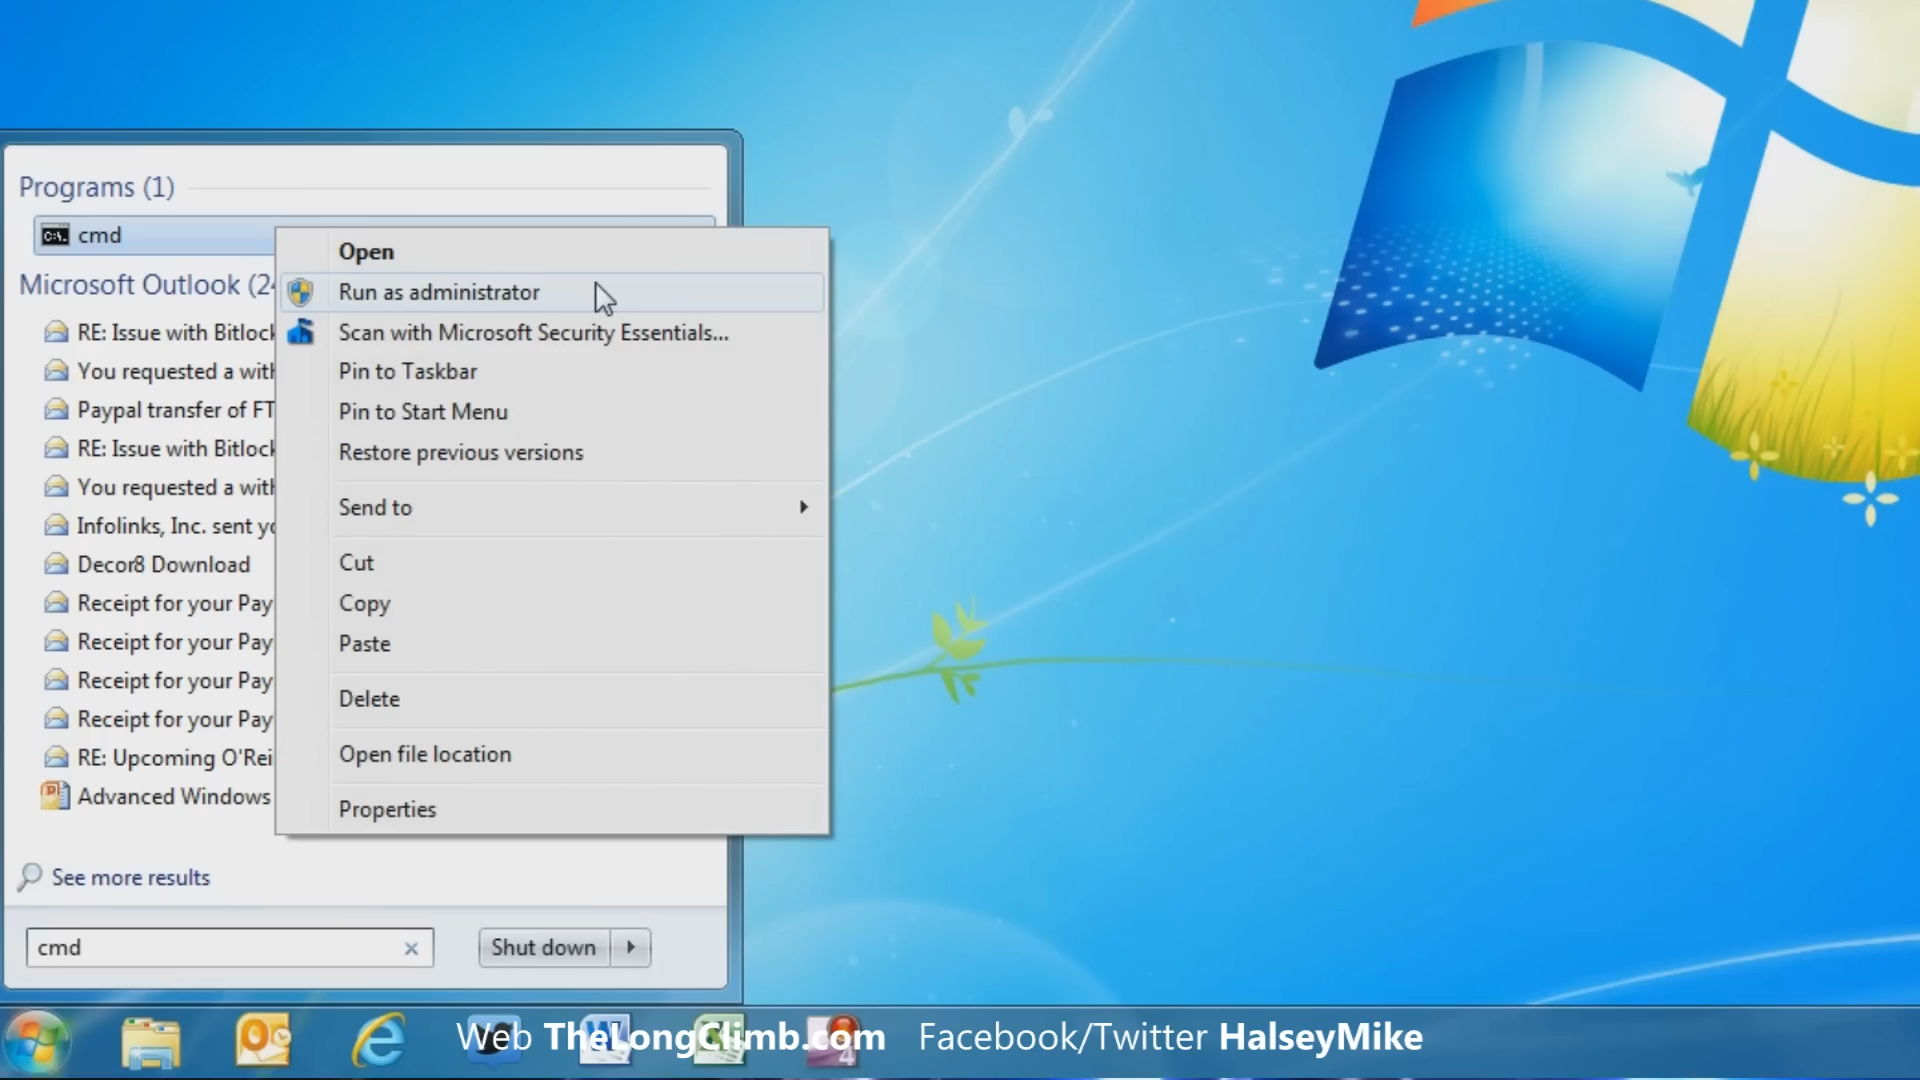 Programs (1)
cmd
Microsoft Outlook (24
RE: Issue with Bitlock
You requested a with
Paypal transfer of FT
RE: Issue with Bitlock
You requested a with
Infolinks, Inc. sent yo
Decor8 Download
Receipt for your Pay
Receipt for your Pay
Receipt for your Pay
Receipt for your Pay
RE: Upcoming O'Rei
Advanced Windows
See more results
Open
Run as administrator
Scan with Microsoft Security Essentials...
Pin to Taskbar
Pin to Start Menu
Restore previous versions
Send to
Cut
Copy
Paste
Delete
Open file location
Properties
cmd
Shut down
Web TheLongClimb.com Facebook/Twitter HalseyMike